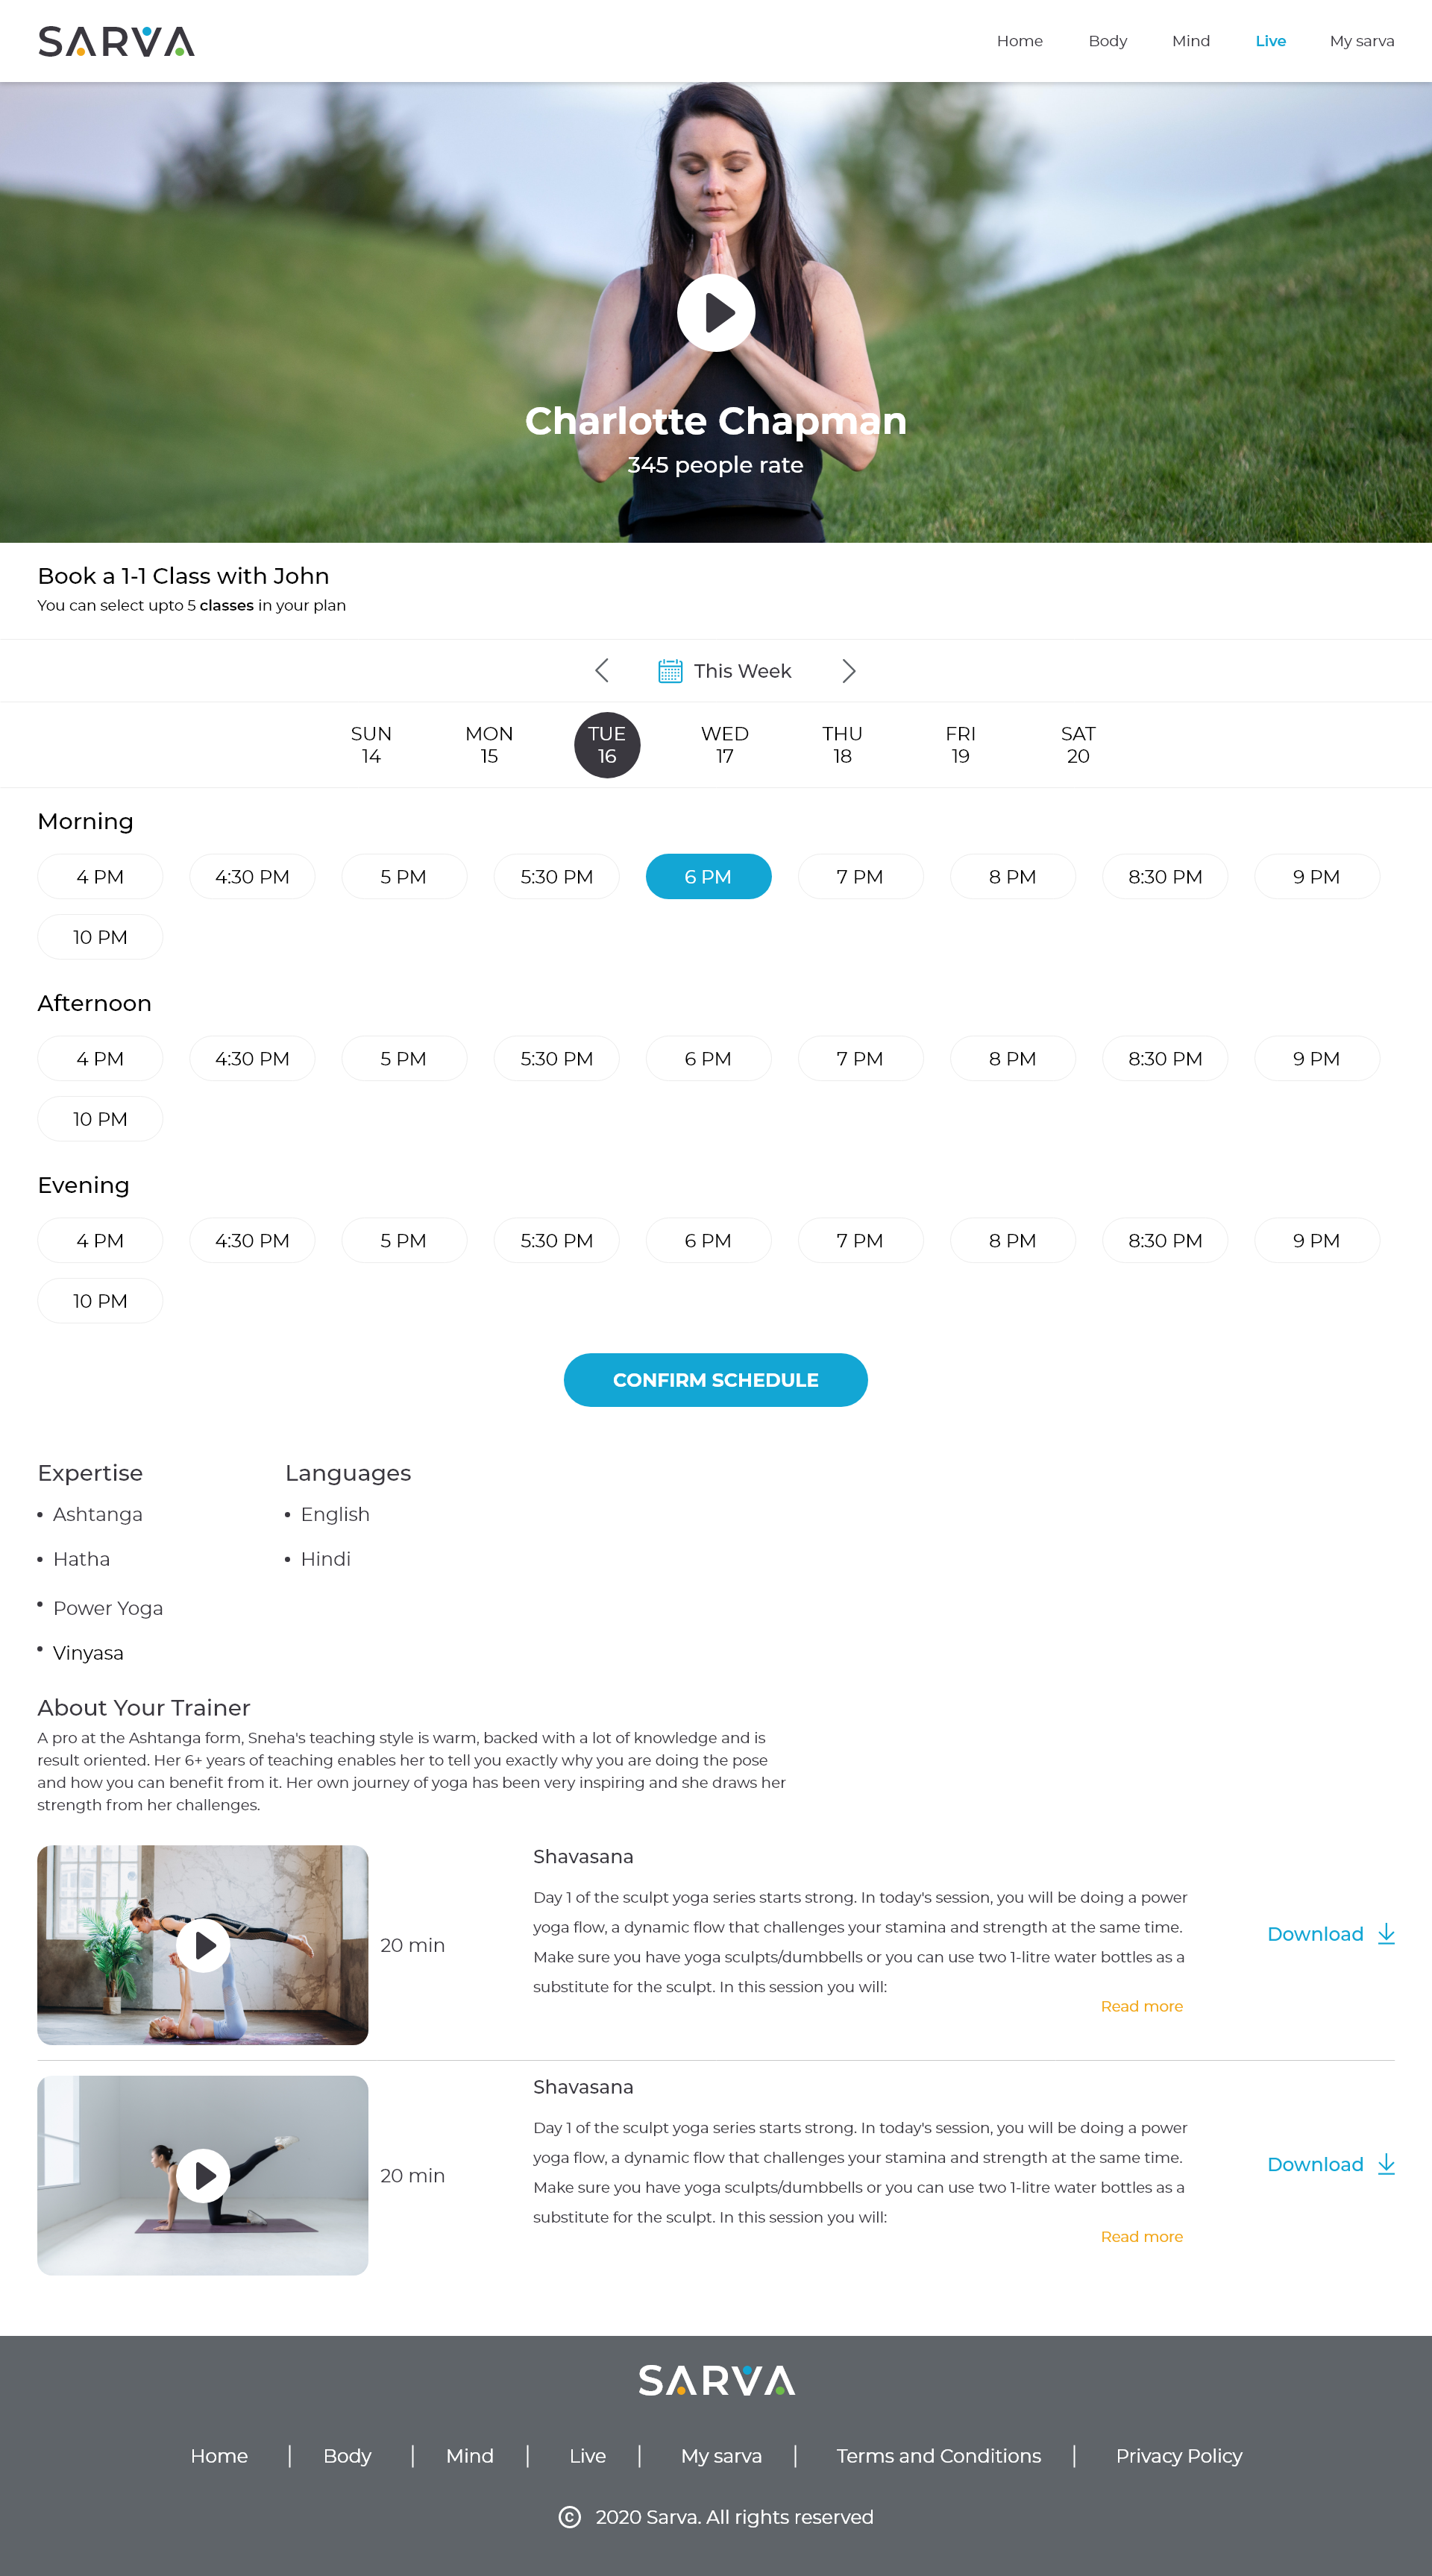 SARVA
Home Body Mind Live My sarva
Charlotte Chapman
345 people rate
Book a 1-1 Class with John
You can select upto 5 classes in your plan
This Week
SUN MON TUE WED THU FRI SAT
14 15 16 17 18 19 20
Morning
4 PM 4:30 PM 5 PM 5:30 PM 6 PM 7 PM 8 PM 8:30 PM 9 PM
10 PM
Afternoon
4 PM 4:30 PM 5 PM 5:30 PM 6 PM 7 PM 8 PM 8:30 PM 9 PM
10 PM
Evening
4 PM 4:30 PM 5 PM 5:30 PM 6 PM 7 PM 8 PM 8:30 PM 9 PM
10 PM
CONFIRM SCHEDULE
Expertise Languages
• Ashtanga • English
• Hatha • Hindi
• Power Yoga
• Vinyasa
About Your Trainer
A pro at the Ashtanga form, Sneha's teaching style is warm, backed with a lot of knowledge and is
result oriented. Her 6+ years of teaching enables her to tell you exactly why you are doing the pose
and how you can benefit from it. Her own journey of yoga has been very inspiring and she draws her
strength from her challenges.
20 min
Shavasana
Day 1 of the sculpt yoga series starts strong. In today's session, you will be doing a power
yoga flow, a dynamic flow that challenges your stamina and strength at the same time.
Make sure you have yoga sculpts/dumbbells or you can use two 1-litre water bottles as a
substitute for the sculpt. In this session you will:
Read more
Download
20 min
Shavasana
Day 1 of the sculpt yoga series starts strong. In today's session, you will be doing a power
yoga flow, a dynamic flow that challenges your stamina and strength at the same time.
Make sure you have yoga sculpts/dumbbells or you can use two 1-litre water bottles as a
substitute for the sculpt. In this session you will:
Read more
Download
SARVA
Home | Body | Mind | Live | My sarva | Terms and Conditions | Privacy Policy
© 2020 Sarva. All rights reserved